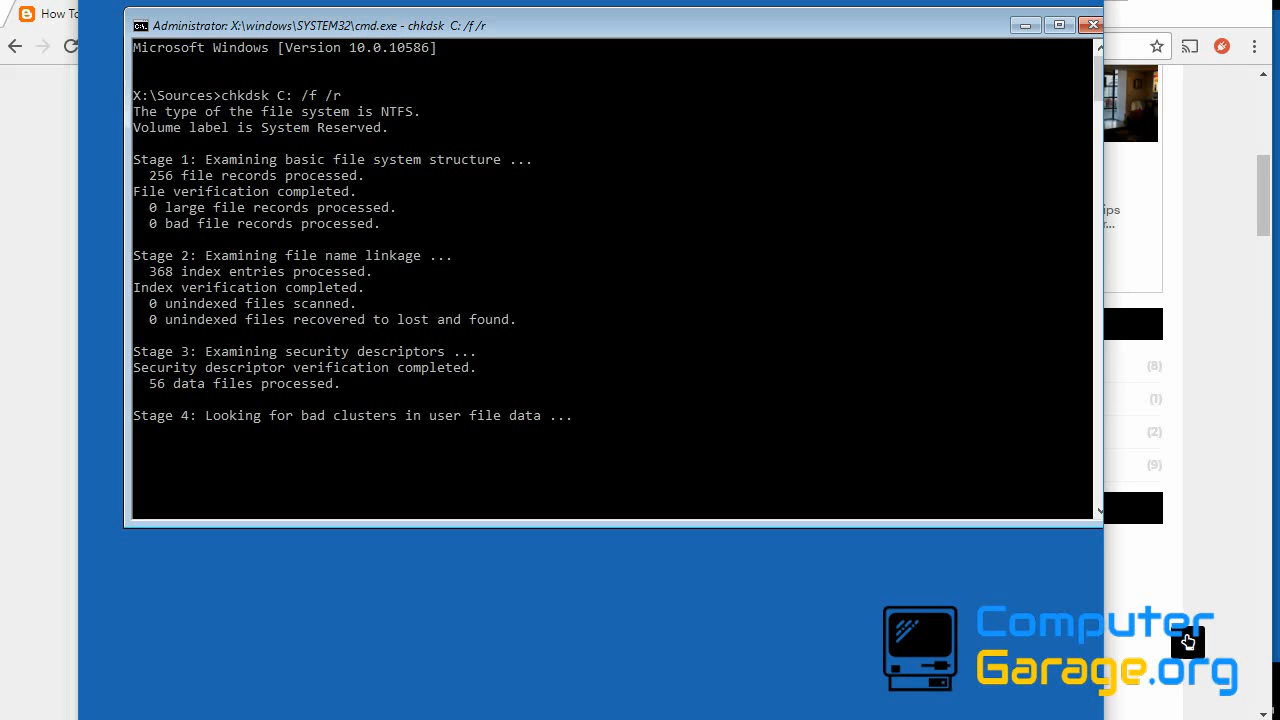 How To
Administrator: X:\windows\SYSTEM32\cmd.exe - chkdsk C: /f /r
Microsoft Windows [Version 10.0.10586]
X:\Sources>chkdsk C: /f /r
The type of the file system is NTFS.
Volume label is System Reserved.
Stage 1: Examining basic file system structure ...
256 file records processed.
File verification completed.
0 large file records processed.
0 bad file records processed.
Stage 2: Examining file name linkage ...
368 index entries processed.
Index verification completed.
0 unindexed files scanned.
0 unindexed files recovered to lost and found.
Stage 3: Examining security descriptors ...
Security descriptor verification completed.
56 data files processed.
Stage 4: Looking for bad clusters in user file data ...
ips
r...
(8)
(1)
(2)
(9)
Computer
Garage.org